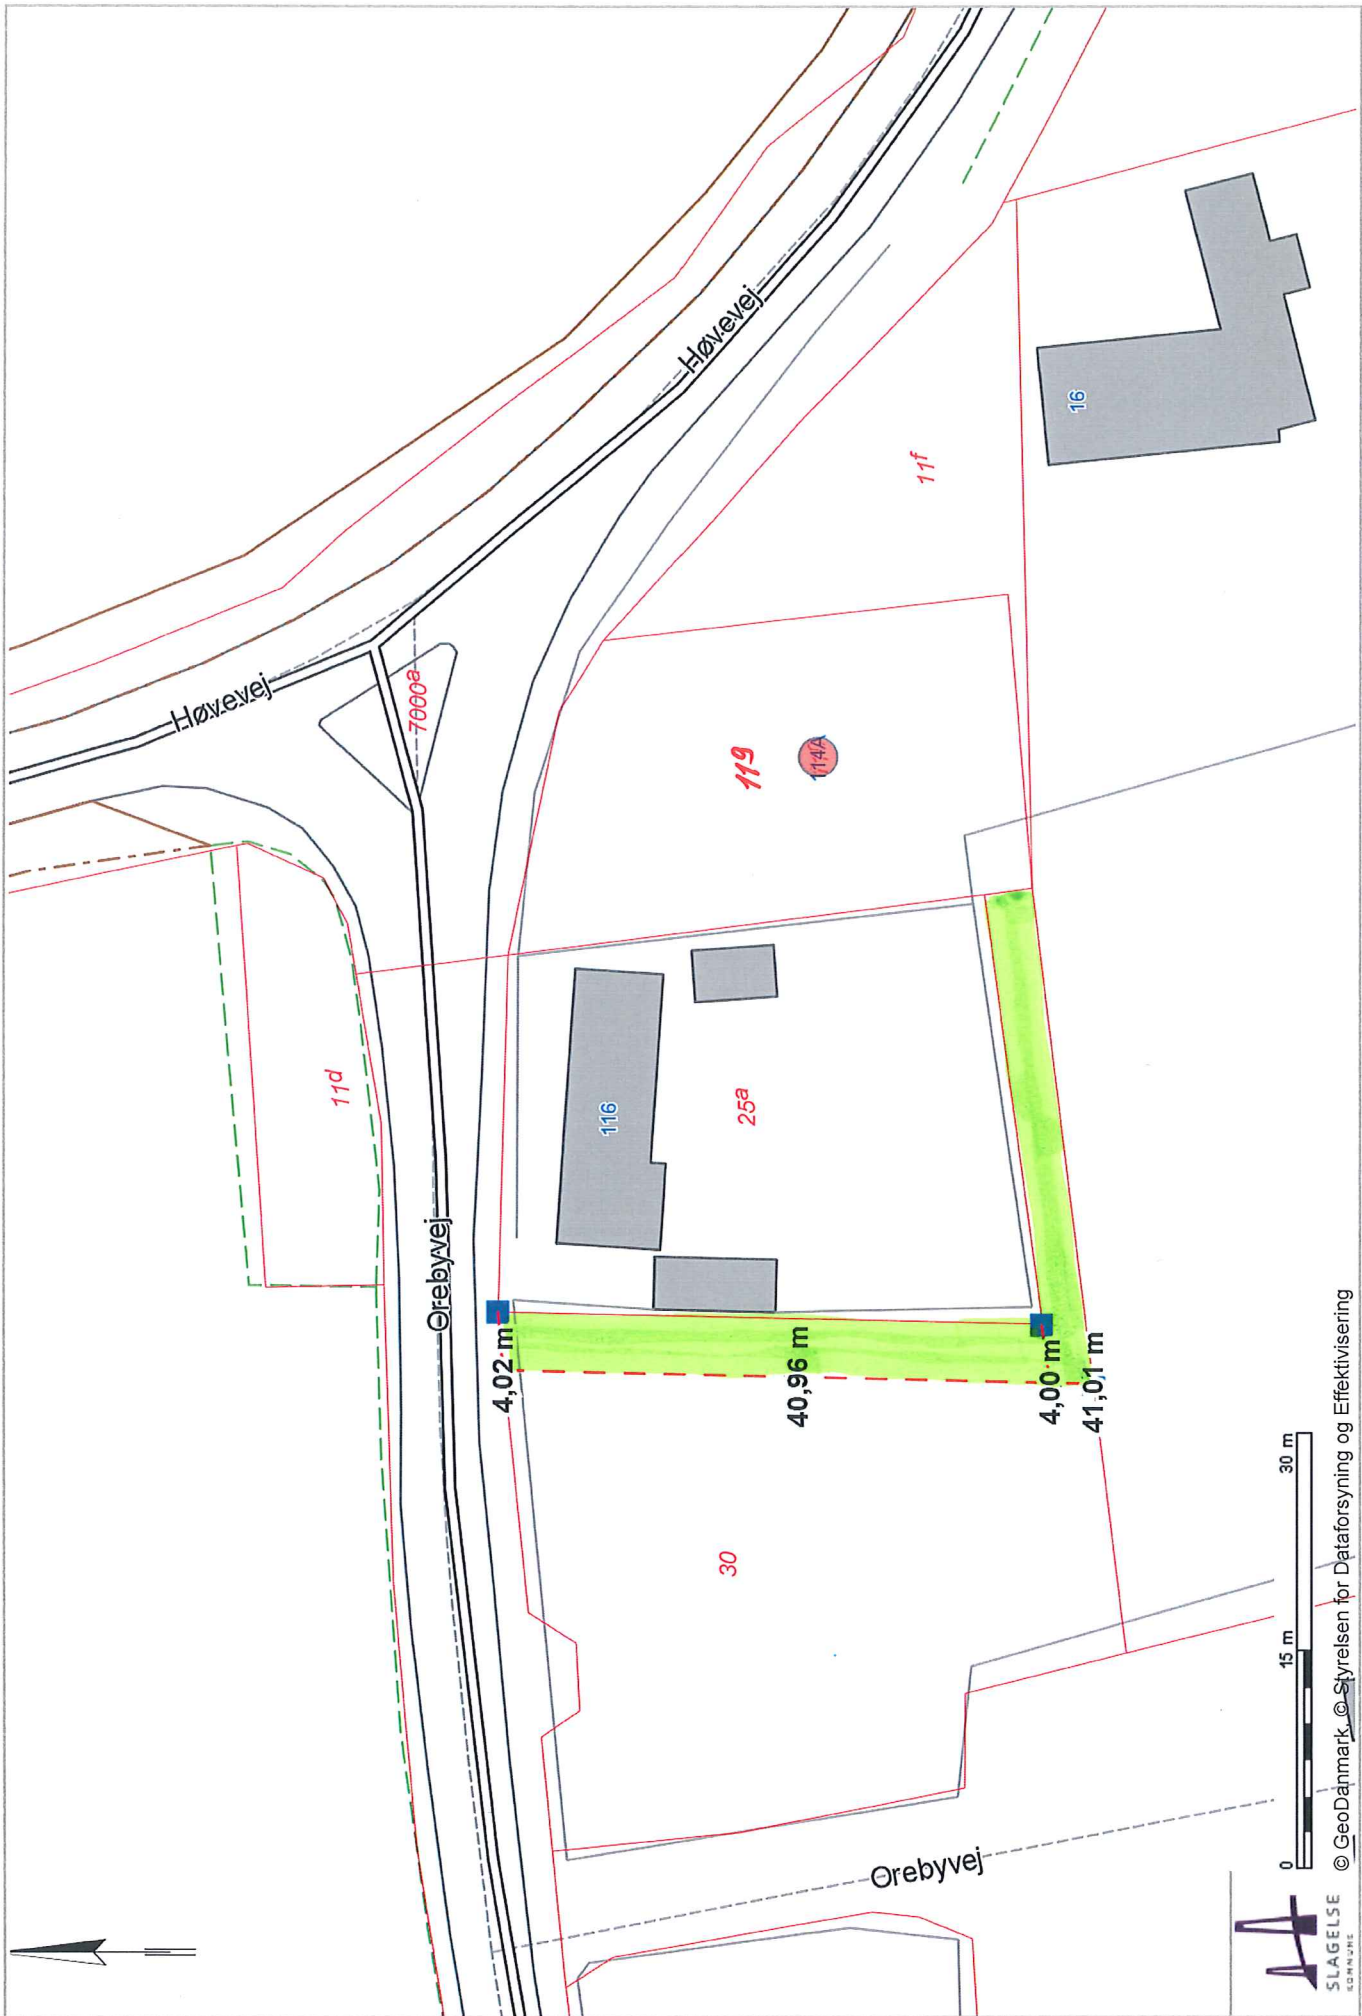 Høvevej
Høvevej
7000a
11d
Orebyvej
116
25a
119
114A
11f
16
4,02 m
40,96 m
4,00 m
41,01 m
30
Orebyvej
0 15 m 30 m
SLAGELSE
KOMMUNE
© GeoDanmark, © Styrelsen for Dataforsyning og Effektivisering